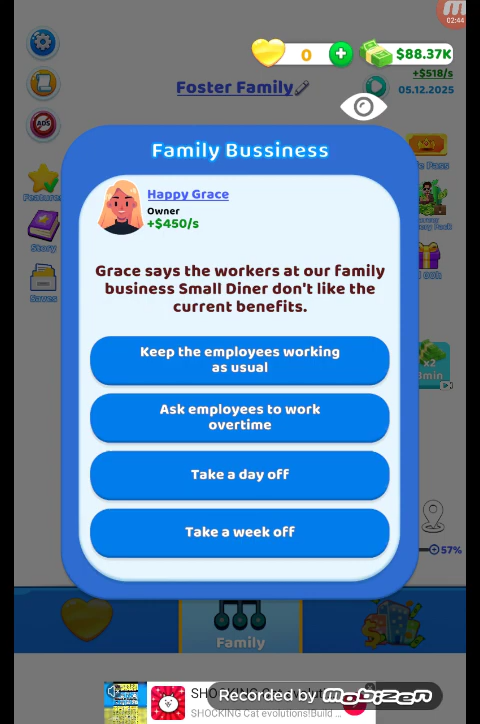 02:44
0
$88.37K
+$518/s
Foster Family
05.12.2025
ADS
Family Bussiness
Happy Grace
Owner
+$450/s
Pass
Story
Saves
Grace says the workers at our family
business Small Diner don't like the
current benefits.
Keep the employees working
as usual
Ask employees to work
overtime
x2
Take a day off
Take a week off
57%
Family
Recorded by Mobizen
SHOCKING Cat evolutions!Build ...